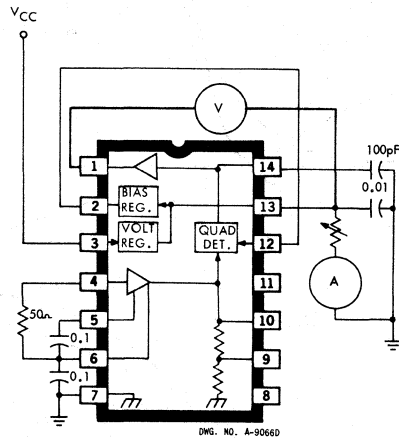 VCC
V
100pF
0.01
1
14
BIAS
REG.
2
13
VOLT
REG.
QUAD
DET.
3
12
4
11
A
50Ω
5
10
0.1
6
9
0.1
7
8
DWG. NO. A-9066D